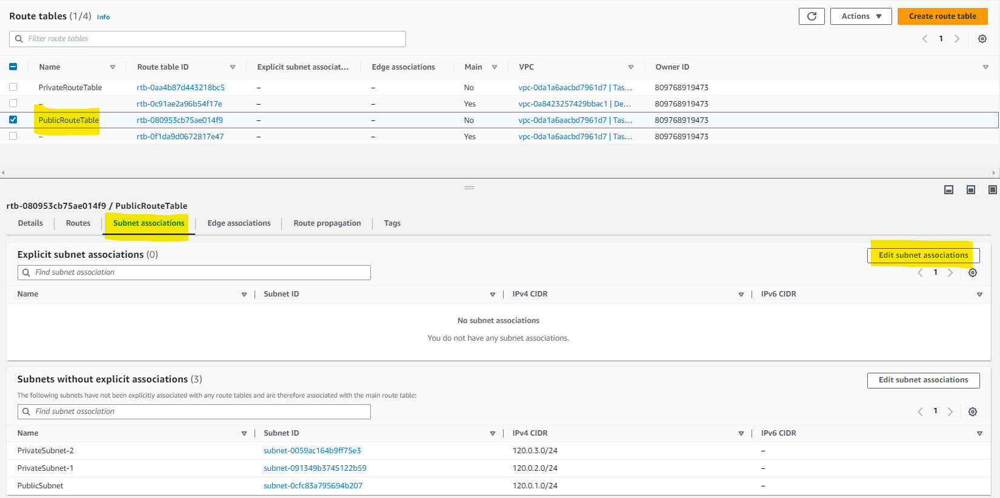 Route tables (1/4) Info
Actions Create route table
Filter route tables
1
Name Route table ID Explicit subnet associat... Edge associations Main VPC Owner ID
PrivateRouteTable rtb-0aa4b87d443218bc5 – – No vpc-0da1a6aacbd7961d7 | Tas... 809768919473
– rtb-0c91ae2a96b54f17e – – Yes vpc-0a8423257429bbac1 | De... 809768919473
PublicRouteTable rtb-080953cb75ae014f9 – – No vpc-0da1a6aacbd7961d7 | Tas... 809768919473
– rtb-0f1da9d0672817e47 – – Yes vpc-0da1a6aacbd7961d7 | Tas... 809768919473
rtb-080953cb75ae014f9 / PublicRouteTable
Details Routes Subnet associations Edge associations Route propagation Tags
Explicit subnet associations (0) Edit subnet associations
Find subnet association 1
Name Subnet ID IPv4 CIDR IPv6 CIDR
No subnet associations
You do not have any subnet associations.
Subnets without explicit associations (3) Edit subnet associations
The following subnets have not been explicitly associated with any route tables and are therefore associated with the main route table:
Find subnet association 1
Name Subnet ID IPv4 CIDR IPv6 CIDR
PrivateSubnet-2 subnet-0059ac164b9ff75e3 120.0.3.0/24 –
PrivateSubnet-1 subnet-091349b3745122b59 120.0.2.0/24 –
PublicSubnet subnet-0cfc83a795694b207 120.0.1.0/24 –